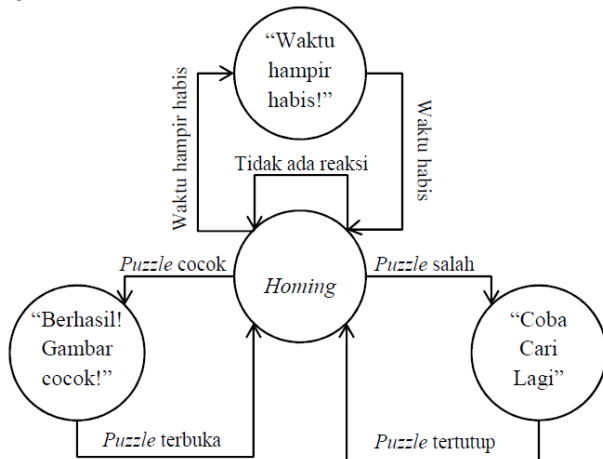 “Waktu
hampir
habis!”
Waktu hampir habis
Waktu habis
Tidak ada reaksi
Puzzle cocok
Homing
Puzzle salah
“Berhasil!
Gambar
cocok!”
“Coba
Cari
Lagi”
Puzzle terbuka
Puzzle tertutup